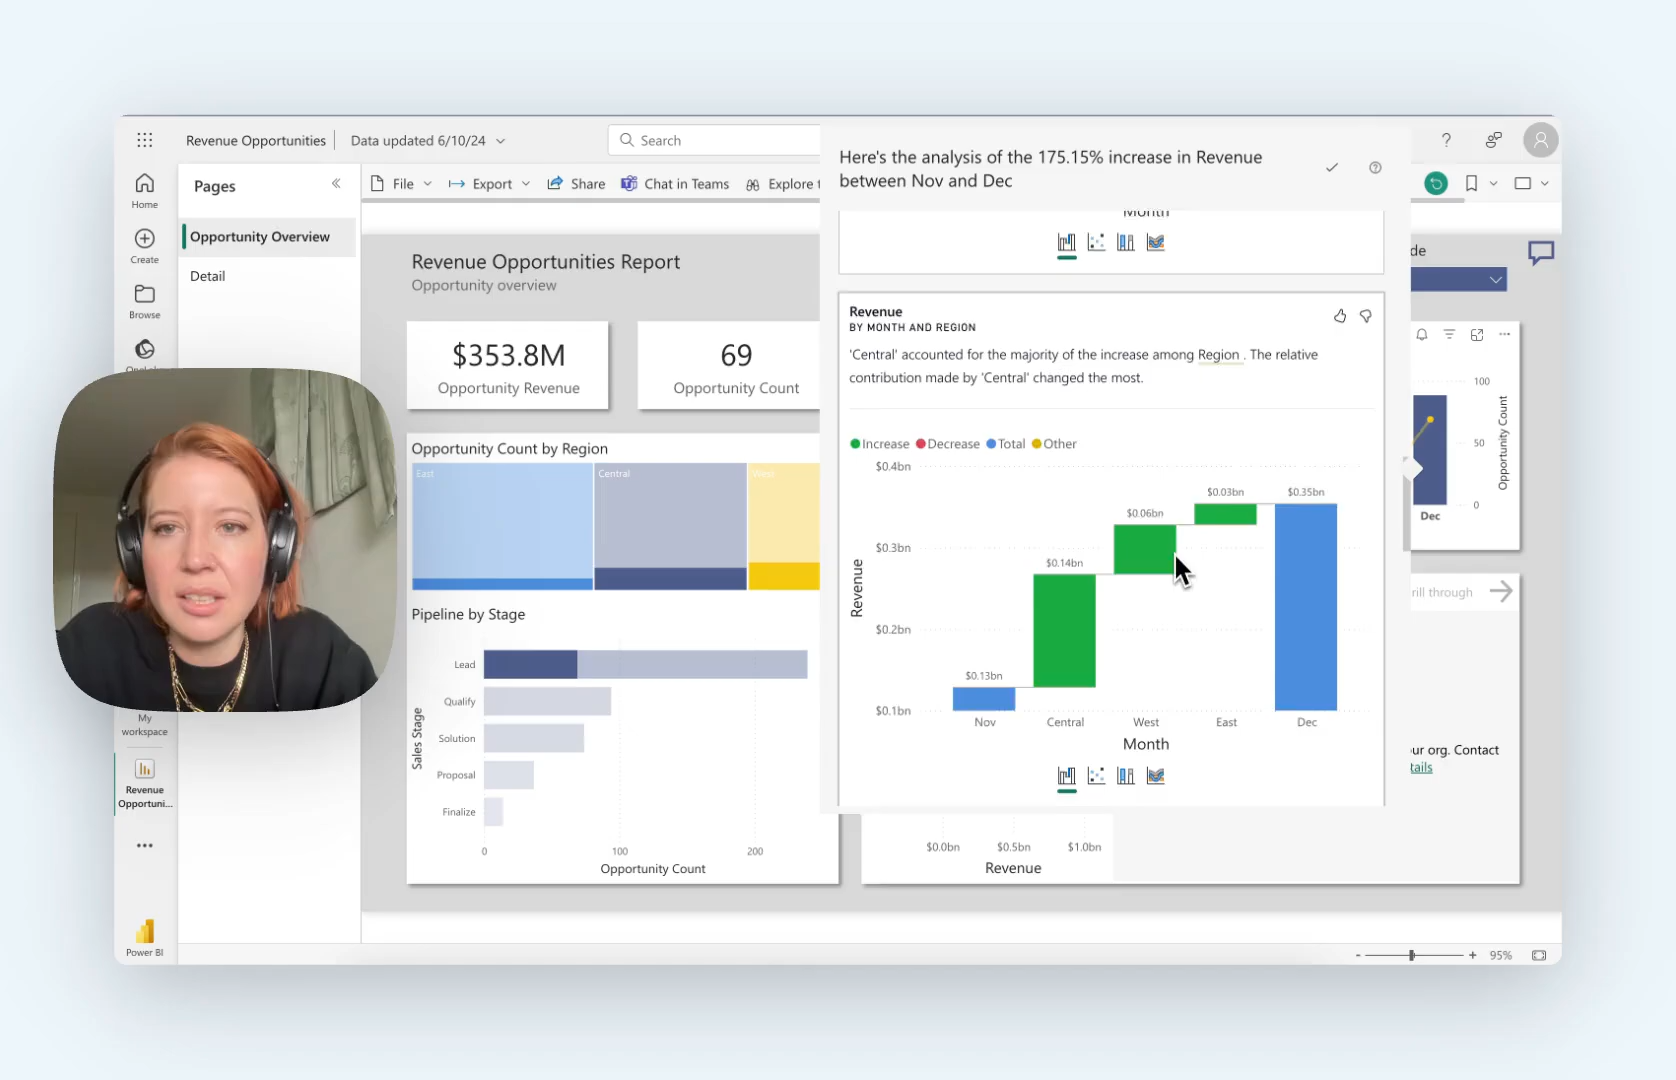 Revenue Opportunities
Data updated 6/10/24
Search
Home
Create
Browse
My
workspace
Revenue
Opportuni...
Power BI
Pages
Opportunity Overview
Detail
File
Export
Share
Chat in Teams
Explore t
Revenue Opportunities Report
Opportunity overview
$353.8M
Opportunity Revenue
69
Opportunity Count
Opportunity Count by Region
East
Central
West
Pipeline by Stage
Sales Stage
Lead
Qualify
Solution
Proposal
Finalize
0
100
200
Opportunity Count
Here's the analysis of the 175.15% increase in Revenue
between Nov and Dec
Month
Revenue
BY MONTH AND REGION
'Central' accounted for the majority of the increase among Region . The relative
contribution made by 'Central' changed the most.
Increase
Decrease
Total
Other
$0.4bn
$0.3bn
$0.2bn
$0.1bn
Revenue
$0.13bn
$0.14bn
$0.06bn
$0.03bn
$0.35bn
Nov
Central
West
East
Dec
Month
$0.0bn
$0.5bn
$1.0bn
Revenue
de
100
50
0
Opportunity Count
Dec
rill through
ur org. Contact
tails
95%